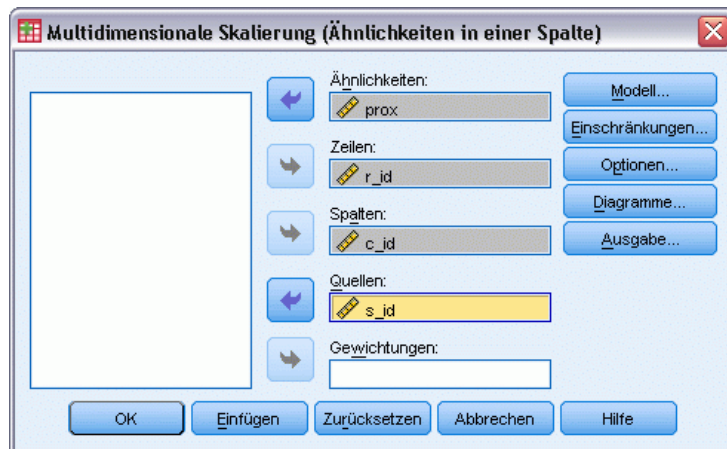 Multidimensionale Skalierung (Ähnlichkeiten in einer Spalte)
Ähnlichkeiten:
prox
Zeilen:
r_id
Spalten:
c_id
Quellen:
s_id
Gewichtungen:
Modell...
Einschränkungen...
Optionen...
Diagramme...
Ausgabe...
OK
Einfügen
Zurücksetzen
Abbrechen
Hilfe